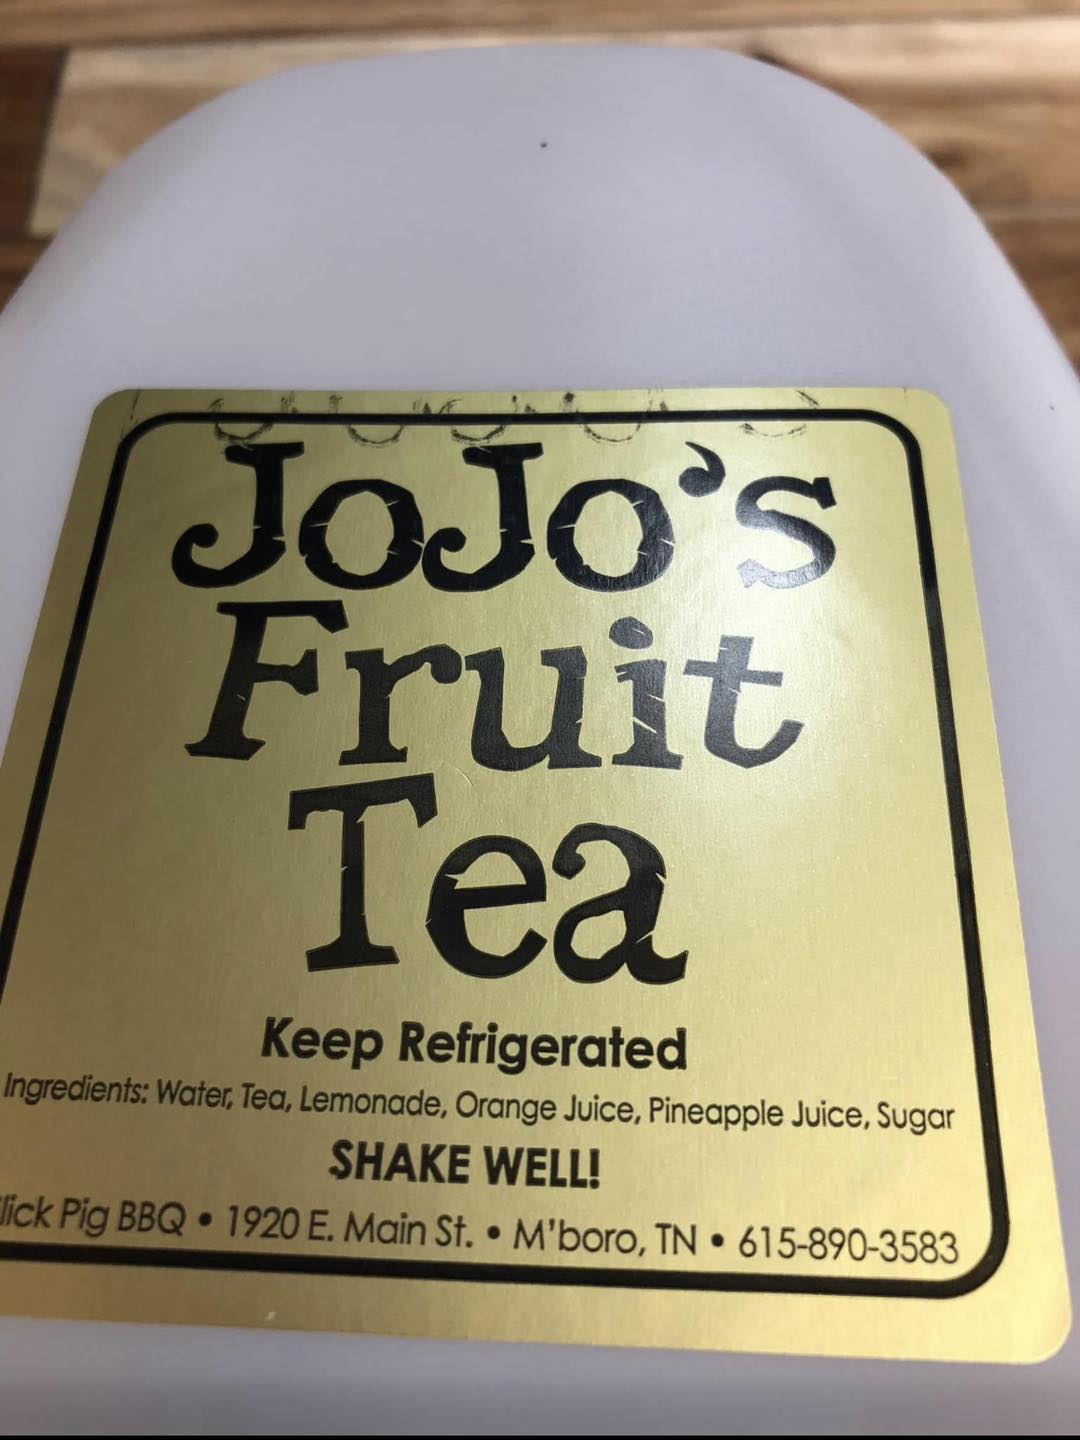 JoJo's
Fruit
Tea
Keep Refrigerated
Ingredients: Water, Tea, Lemonade, Orange Juice, Pineapple Juice, Sugar
SHAKE WELL!
Pig BBQ • 1920 E. Main St. • M'boro, TN • 615-890-3583